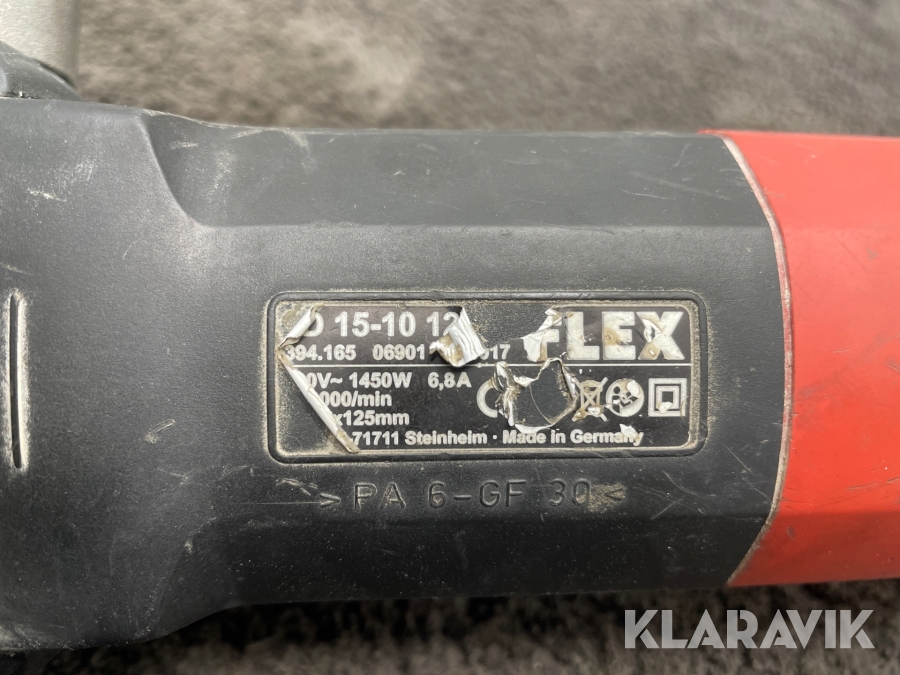 15-10 12
FLEX
394.165 06901 017
0V~ 1450W 6,8A
000/min
x125mm
71711 Steinheim · Made in Germany
>PA 6-GF 30<
KLARAVIK